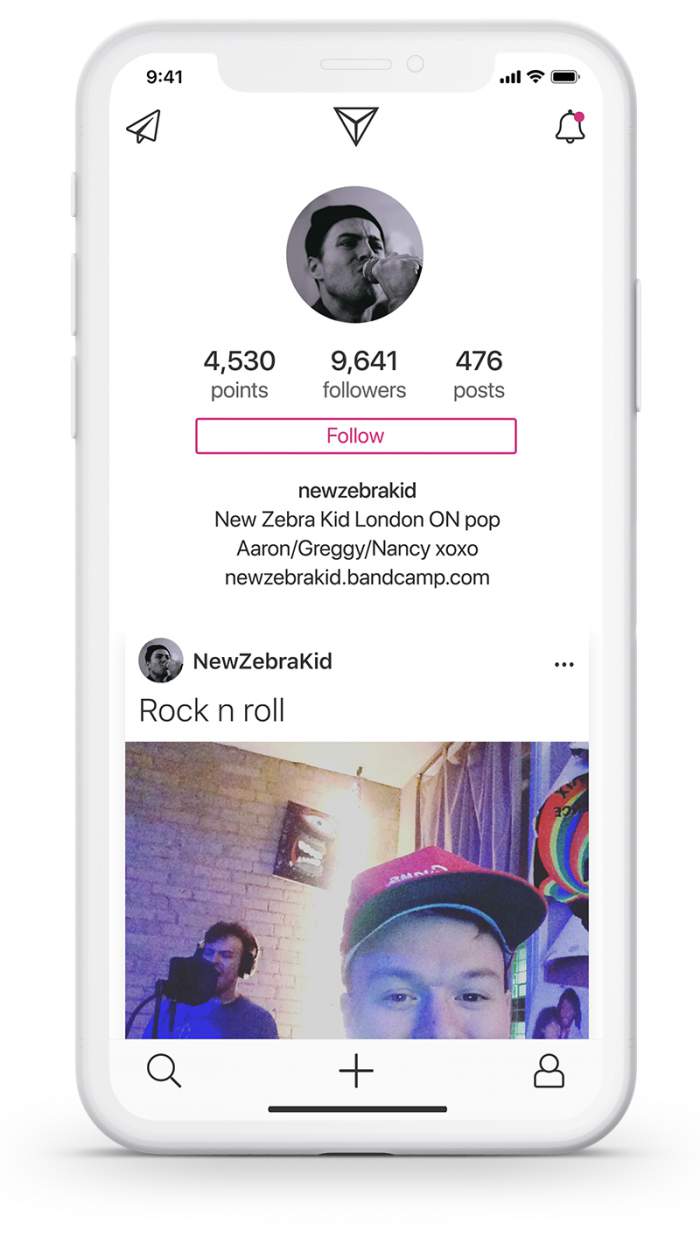 9:41
4,530 9,641 476
points followers posts
Follow
newzebrakid
New Zebra Kid London ON pop
Aaron/Greggy/Nancy xoxo
newzebrakid.bandcamp.com
NewZebraKid
Rock n roll